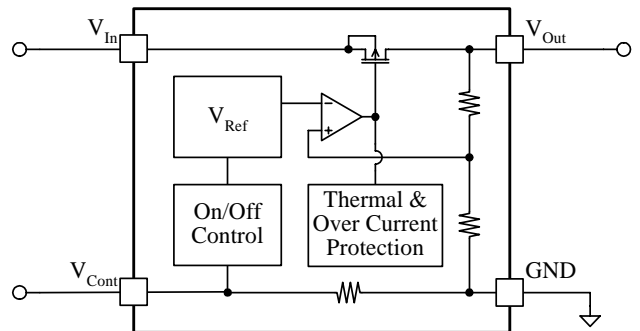 V_In
V_Out
V_Ref
−
+
On/Off
Control
Thermal &
Over Current
Protection
V_Cont
GND